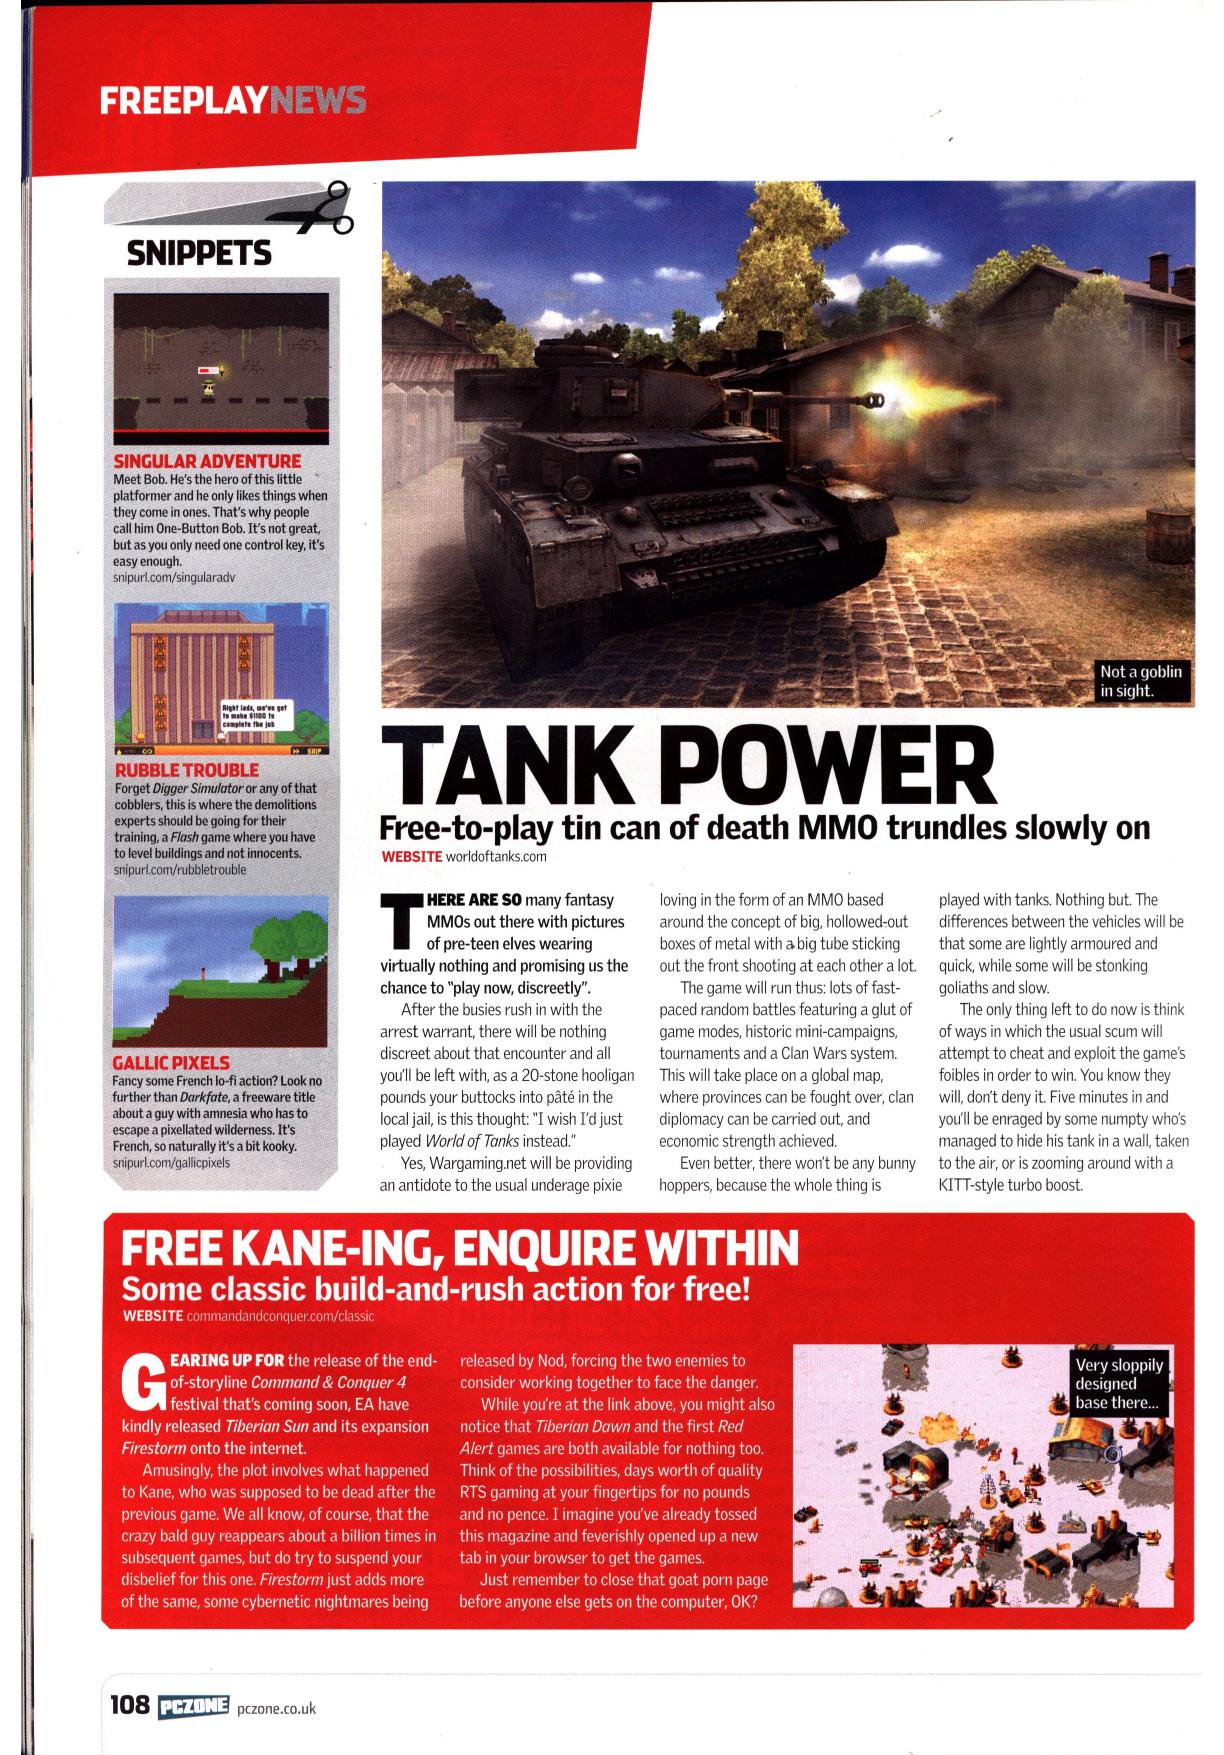 FREEPLAYNEWS
SNIPPETS
SINGULAR ADVENTURE
Meet Bob. He's the hero of this little
platformer and he only likes things when
they come in ones. That's why people
call him One-Button Bob. It's not great,
but as you only need one control key, it's
easy enough.
snipurl.com/singularadv
Right lads, we've got
to make $1100 to
complete the job
SKIP
RUBBLE TROUBLE
Forget Digger Simulator or any of that
cobblers, this is where the demolitions
experts should be going for their
training, a Flash game where you have
to level buildings and not innocents.
snipurl.com/rubbletrouble
GALLIC PIXELS
Fancy some French lo-fi action? Look no
further than Darkfate, a freeware title
about a guy with amnesia who has to
escape a pixellated wilderness. It's
French, so naturally it's a bit kooky.
snipurl.com/gallicpixels
Not a goblin
in sight.
TANK POWER
Free-to-play tin can of death MMO trundles slowly on
WEBSITE worldoftanks.com
THERE ARE SO many fantasy
MMOs out there with pictures
of pre-teen elves wearing
virtually nothing and promising us the
chance to "play now, discreetly".
After the busies rush in with the
arrest warrant, there will be nothing
discreet about that encounter and all
you'll be left with, as a 20-stone hooligan
pounds your buttocks into pâté in the
local jail, is this thought: "I wish I'd just
played World of Tanks instead."
Yes, Wargaming.net will be providing
an antidote to the usual underage pixie
loving in the form of an MMO based
around the concept of big, hollowed-out
boxes of metal with a big tube sticking
out the front shooting at each other a lot.
The game will run thus: lots of fast-
paced random battles featuring a glut of
game modes, historic mini-campaigns,
tournaments and a Clan Wars system.
This will take place on a global map,
where provinces can be fought over, clan
diplomacy can be carried out, and
economic strength achieved.
Even better, there won't be any bunny
hoppers, because the whole thing is
played with tanks. Nothing but. The
differences between the vehicles will be
that some are lightly armoured and
quick, while some will be stonking
goliaths and slow.
The only thing left to do now is think
of ways in which the usual scum will
attempt to cheat and exploit the game's
foibles in order to win. You know they
will, don't deny it. Five minutes in and
you'll be enraged by some numpty who's
managed to hide his tank in a wall, taken
to the air, or is zooming around with a
KITT-style turbo boost.
FREE KANE-ING, ENQUIRE WITHIN
Some classic build-and-rush action for free!
WEBSITE commandandconquer.com/classic
GEARING UP FOR the release of the end-
of-storyline Command & Conquer 4
festival that's coming soon, EA have
kindly released Tiberian Sun and its expansion
Firestorm onto the internet.
Amusingly, the plot involves what happened
to Kane, who was supposed to be dead after the
previous game. We all know, of course, that the
crazy bald guy reappears about a billion times in
subsequent games, but do try to suspend your
disbelief for this one. Firestorm just adds more
of the same, some cybernetic nightmares being
released by Nod, forcing the two enemies to
consider working together to face the danger.
While you're at the link above, you might also
notice that Tiberian Dawn and the first Red
Alert games are both available for nothing too.
Think of the possibilities, days worth of quality
RTS gaming at your fingertips for no pounds
and no pence. I imagine you've already tossed
this magazine and feverishly opened up a new
tab in your browser to get the games.
Just remember to close that goat porn page
before anyone else gets on the computer, OK?
Very sloppily
designed
base there...
108 PCZONE pczone.co.uk